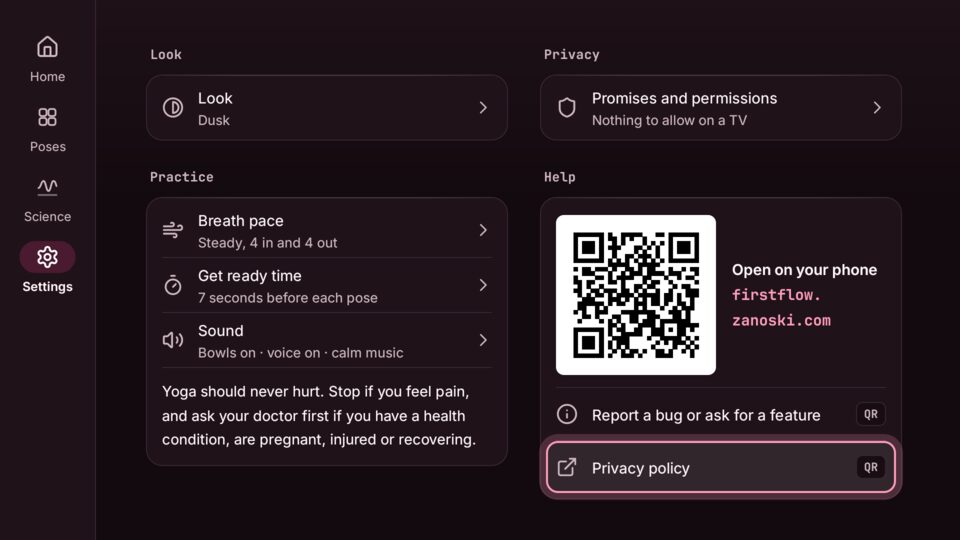 Home
Poses
Science
Settings
Look
Look
Dusk
Practice
Breath pace
Steady, 4 in and 4 out
Get ready time
7 seconds before each pose
Sound
Bowls on · voice on · calm music
Yoga should never hurt. Stop if you feel pain,
and ask your doctor first if you have a health
condition, are pregnant, injured or recovering.
Privacy
Promises and permissions
Nothing to allow on a TV
Help
Open on your phone
firstflow.
zanoski.com
Report a bug or ask for a feature QR
Privacy policy QR